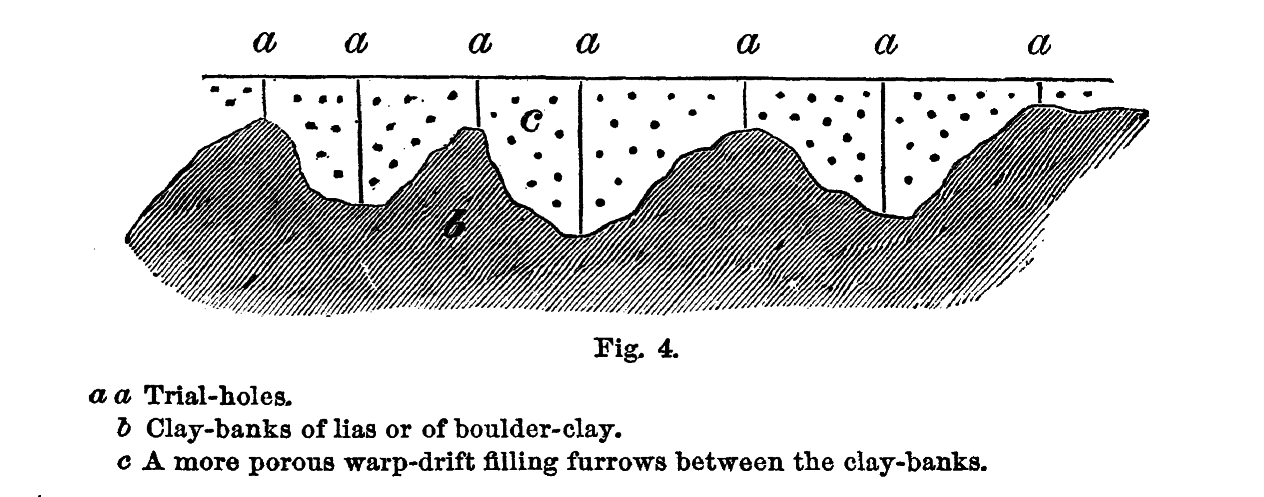 a a a a a a a
c
b
Fig. 4.
a a Trial-holes.
b Clay-banks of lias or of boulder-clay.
c A more porous warp-drift filling furrows between the clay-banks.